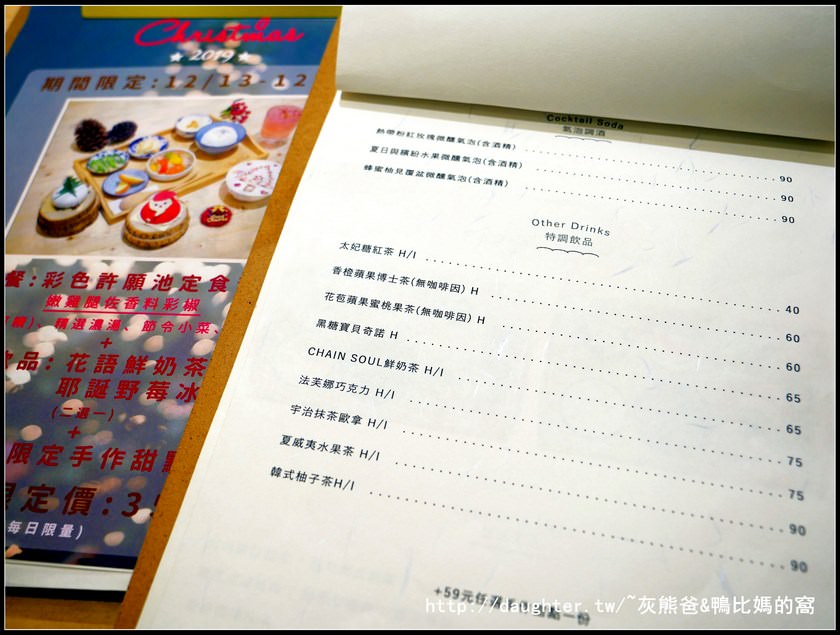 Christmas
★ 2019 ★
期間限定:12/13-12
餐:彩色許願池定食
嫩雞腿佐香料彩椒
精選濃湯、節令小菜、
+
品:花語鮮奶茶
耶誕野莓冰
(二選一)
+
限定手作甜點
定價:3
每日限量)
Cocktail Soda
氣泡調酒
熱帶粉紅玫瑰微醺氣泡(含酒精) 90
夏日與繽紛水果微醺氣泡(含酒精) 90
蜂蜜柚見覆盆微醺氣泡(含酒精) 90
Other Drinks
特調飲品
太妃糖紅茶 H/I 40
香橙蘋果博士茶(無咖啡因) H 60
花苞蘋果蜜桃果茶(無咖啡因) H 60
黑糖寶貝奇諾 H 65
CHAIN SOUL鮮奶茶 H/I 65
法芙娜巧克力 H/I 75
宇治抹茶歐拿 H/I 75
夏威夷水果茶 H/I 90
韓式柚子茶H/I 90
+59元任
一份
http://daughter.tw/~灰熊爸&鴨比媽的窩